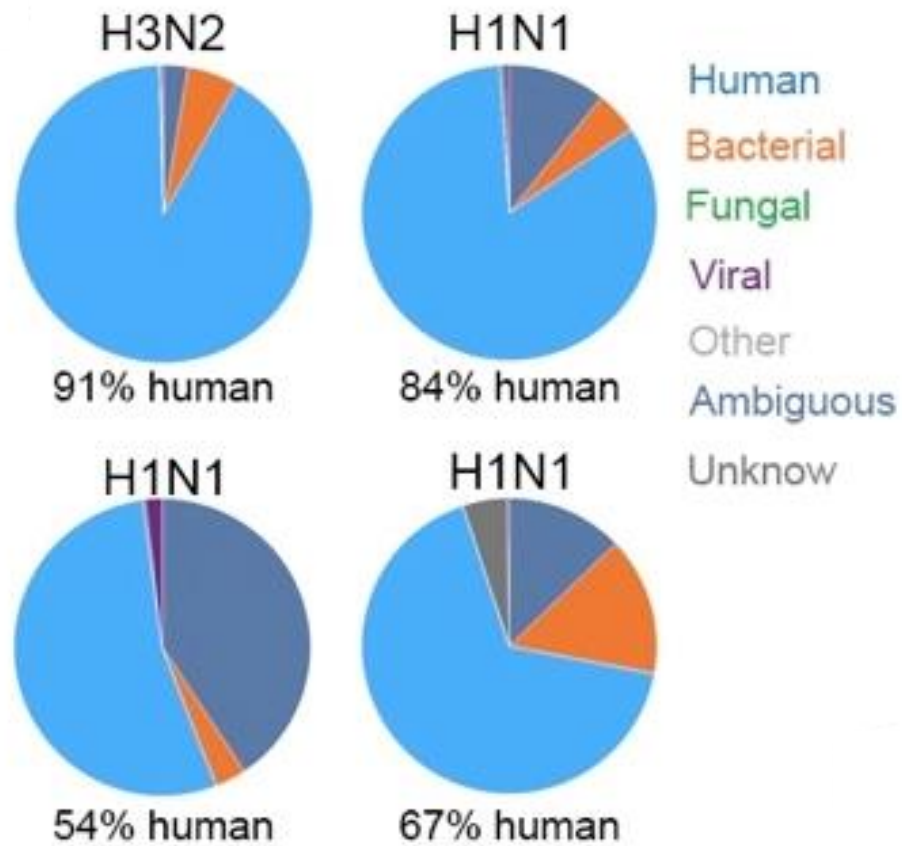 H3N2
H1N1
Human
Bacterial
Fungal
Viral
Other
Ambiguous
Unknow
91% human
84% human
H1N1
H1N1
54% human
67% human